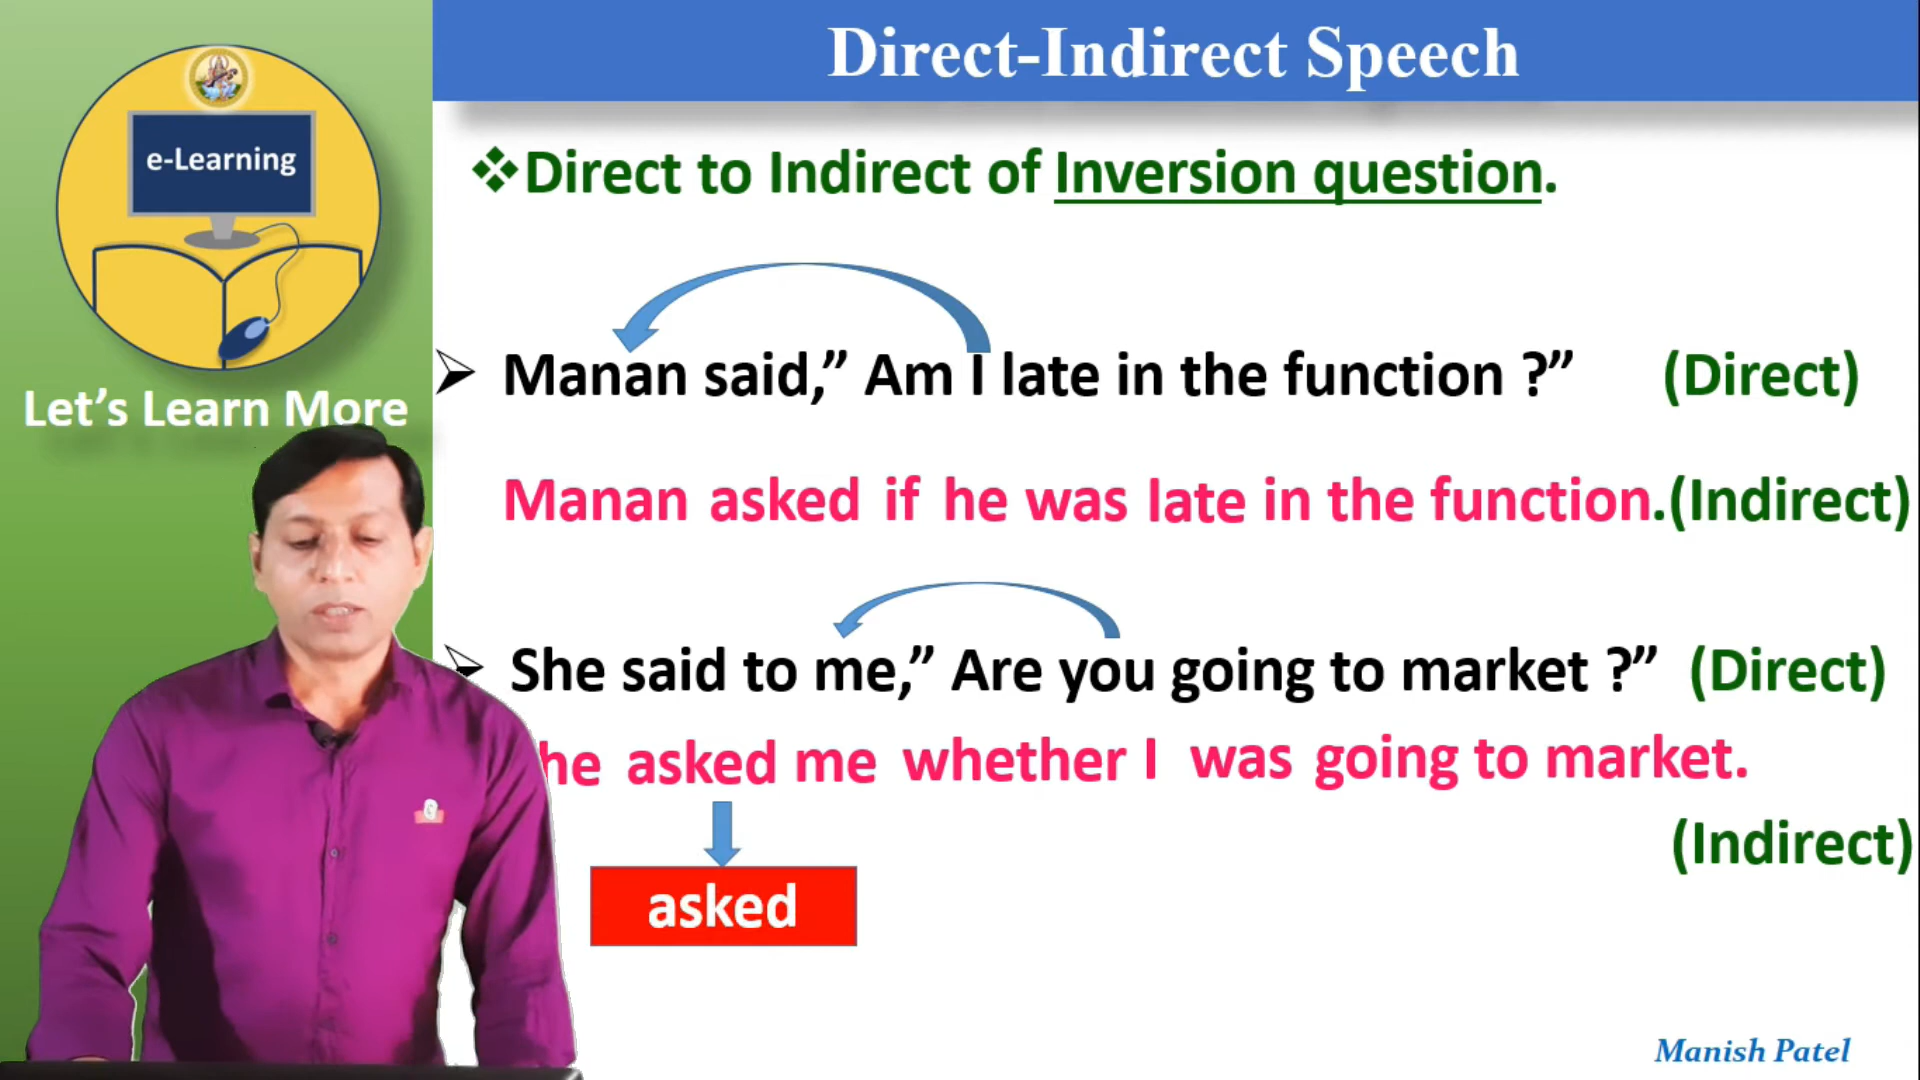 Direct-Indirect Speech
e-Learning
Let's Learn More
❖Direct to Indirect of Inversion question.
➢ Manan said,” Am I late in the function ?” (Direct)
Manan asked if he was late in the function.(Indirect)
➢ She said to me,” Are you going to market ?” (Direct)
he asked me whether I was going to market.
(Indirect)
asked
Manish Patel